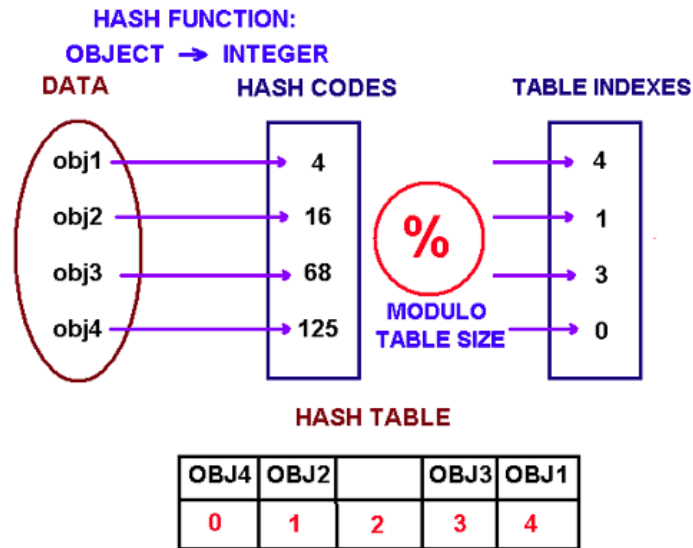 HASH FUNCTION:
OBJECT → INTEGER
DATA HASH CODES TABLE INDEXES
obj1 4 4
obj2 16 1
obj3 68 3
obj4 125 0
%
MODULO
TABLE SIZE
HASH TABLE
OBJ4 OBJ2 OBJ3 OBJ1
0 1 2 3 4